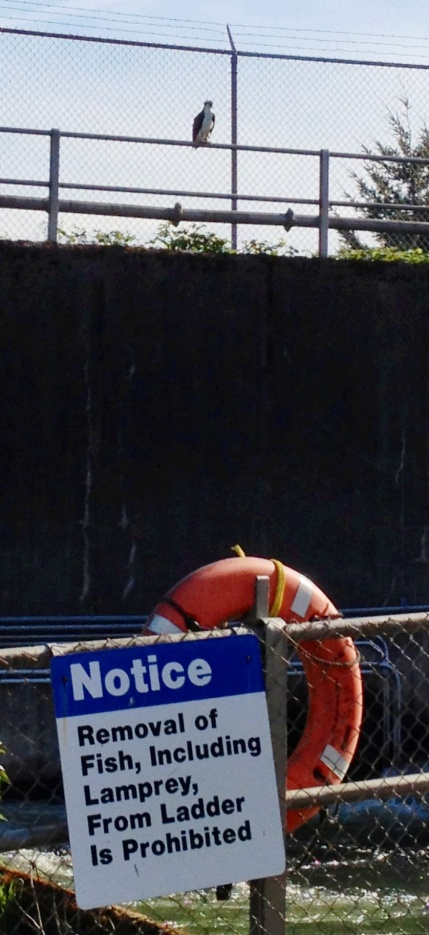 Notice
Removal of
Fish, Including
Lamprey,
From Ladder
Is Prohibited